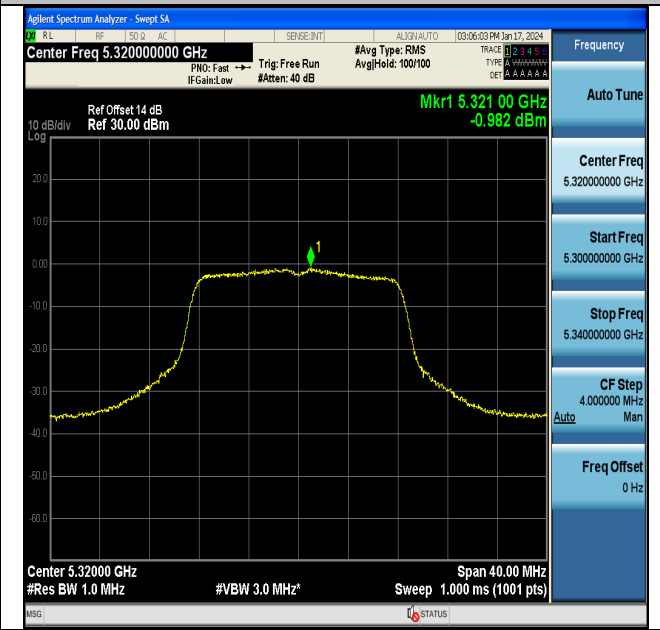 Agilent Spectrum Analyzer - Swept SA
LXI RL RF 50 Ω AC SENSE:INT ALIGN AUTO 03:06:03 PM Jan 17, 2024
Center Freq 5.320000000 GHz #Avg Type: RMS TRACE 1 2 3 4 5 6 Frequency
PNO: Fast Trig: Free Run Avg|Hold: 100/100 TYPE A WWWWW
IFGain:Low #Atten: 40 dB DET A A A A A A
Auto Tune
Mkr1 5.321 00 GHz
Ref Offset 14 dB
10 dB/div Ref 30.00 dBm -0.982 dBm
Log
Center Freq
5.320000000 GHz
20.0
10.0
Start Freq
5.300000000 GHz
1
0.00
-10.0
Stop Freq
5.340000000 GHz
-20.0
-30.0
CF Step
4.000000 MHz
Auto Man
-40.0
Freq Offset
0 Hz
-50.0
-60.0
Center 5.32000 GHz Span 40.00 MHz
#Res BW 1.0 MHz #VBW 3.0 MHz* Sweep 1.000 ms (1001 pts)
MSG STATUS